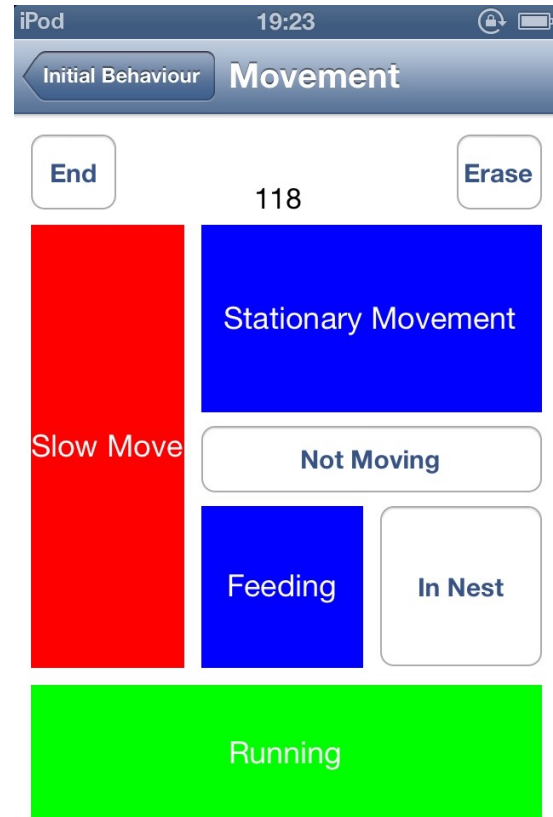 iPod 19:23
Initial Behaviour Movement
End Erase
118
Stationary Movement
Slow Move
Not Moving
Feeding In Nest
Running